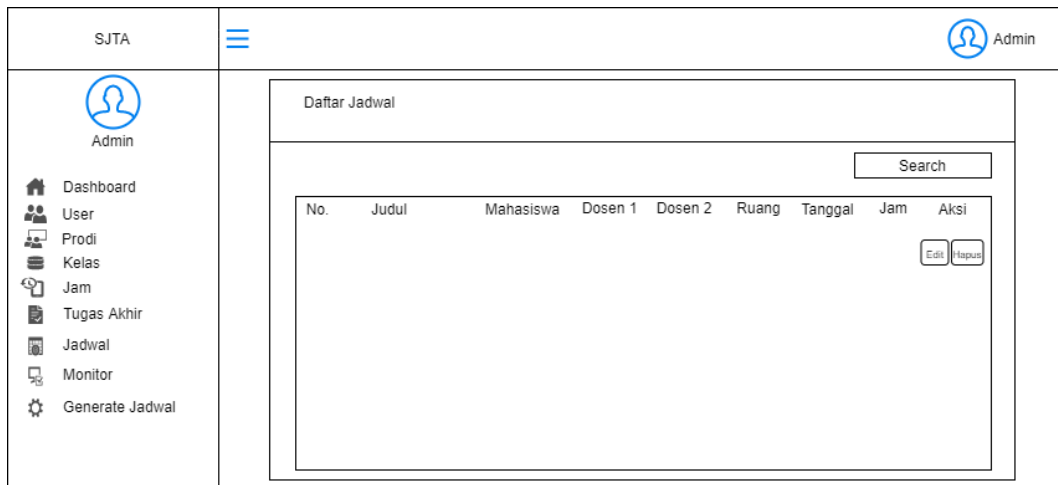 SJTA
Admin
Admin
Dashboard
User
Prodi
Kelas
Jam
Tugas Akhir
Jadwal
Monitor
Generate Jadwal
Daftar Jadwal
Search
No. Judul Mahasiswa Dosen 1 Dosen 2 Ruang Tanggal Jam Aksi
Edit Hapus